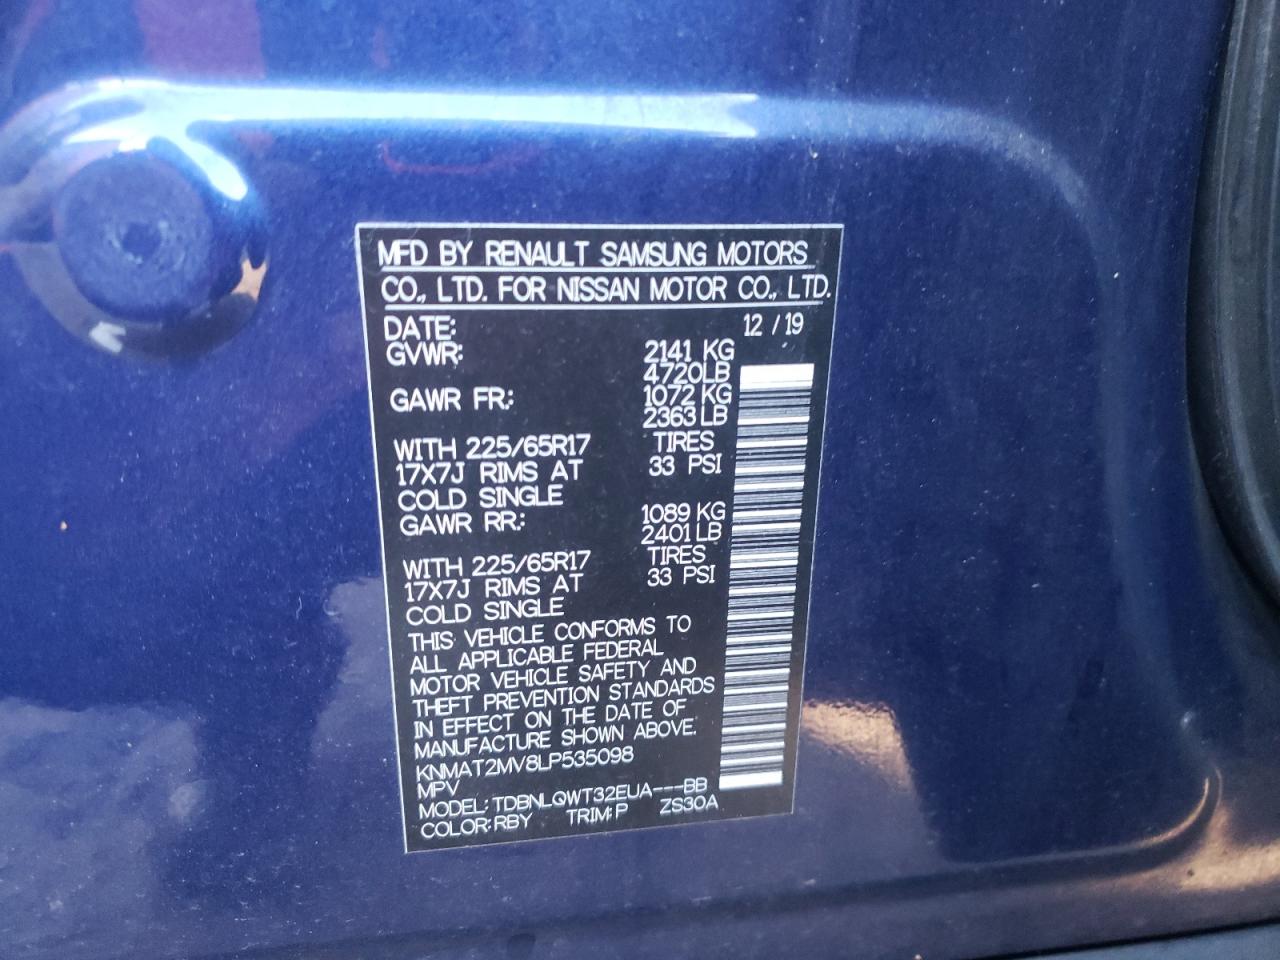 MFD BY RENAULT SAMSUNG MOTORS
CO., LTD. FOR NISSAN MOTOR CO., LTD.
DATE: 12 / 19
GVWR: 2141 KG
4720LB
GAWR FR: 1072 KG
2363 LB
WITH 225/65R17 TIRES
17X7J RIMS AT 33 PSI
COLD SINGLE
GAWR RR: 1089 KG
2401 LB
WITH 225/65R17 TIRES
17X7J RIMS AT 33 PSI
COLD SINGLE
THIS VEHICLE CONFORMS TO
ALL APPLICABLE FEDERAL
MOTOR VEHICLE SAFETY AND
THEFT PREVENTION STANDARDS
IN EFFECT ON THE DATE OF
MANUFACTURE SHOWN ABOVE.
KNMAT2MV8LP535098
MPV
MODEL: TDBNLQWT32EUA---BB
COLOR: RBY TRIM: P ZS30A